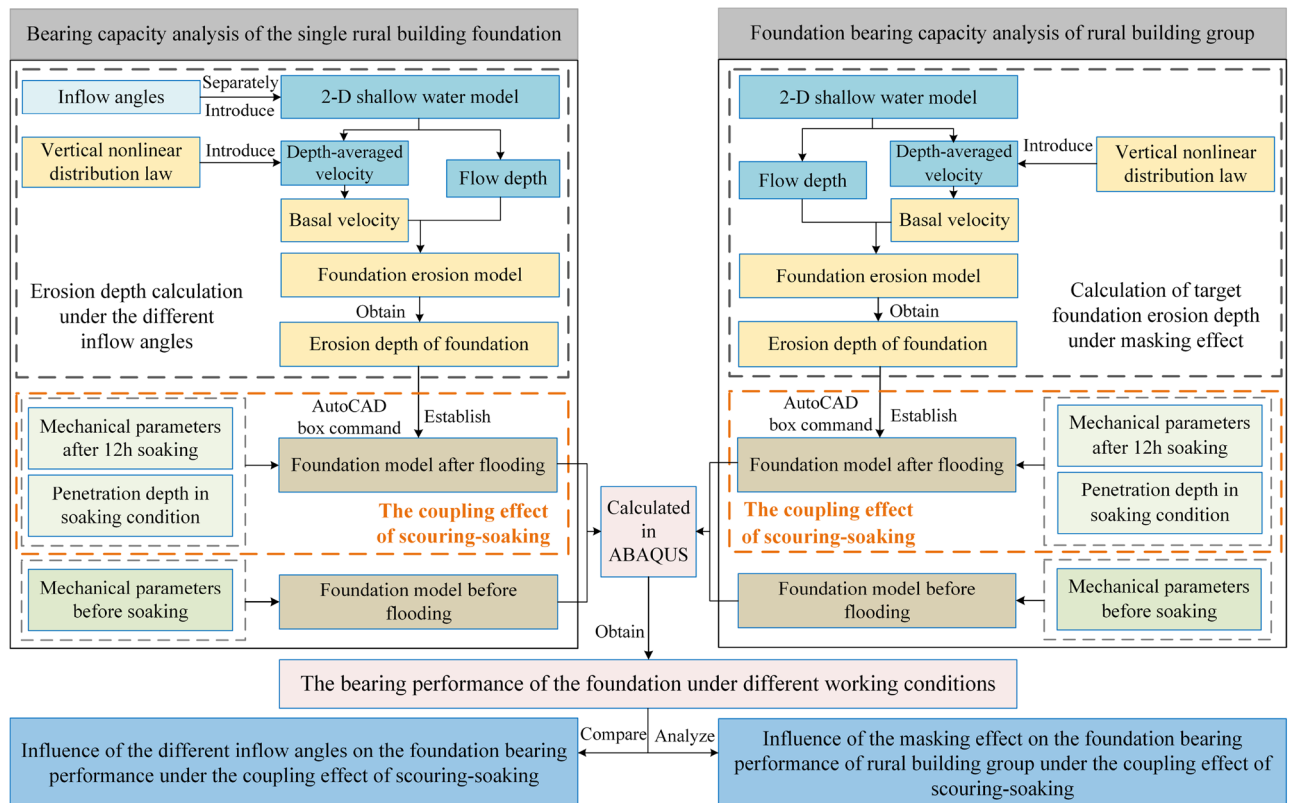 Bearing capacity analysis of the single rural building foundation
Inflow angles
Separately
Introduce
2-D shallow water model
Vertical nonlinear
distribution law
Introduce
Depth-averaged
velocity
Flow depth
Basal velocity
Foundation erosion model
Obtain
Erosion depth of foundation
Erosion depth calculation
under the different
inflow angles
Mechanical parameters
after 12h soaking
Penetration depth in
soaking condition
AutoCAD
box command
Establish
Foundation model after flooding
The coupling effect
of scouring-soaking
Mechanical parameters
before soaking
Foundation model before
flooding
Foundation bearing capacity analysis of rural building group
2-D shallow water model
Flow depth
Depth-averaged
velocity
Introduce
Vertical nonlinear
distribution law
Basal velocity
Foundation erosion model
Obtain
Erosion depth of foundation
Calculation of target
foundation erosion depth
under masking effect
AutoCAD
box command
Establish
Foundation model after flooding
Mechanical parameters
after 12h soaking
Penetration depth in
soaking condition
The coupling effect
of scouring-soaking
Foundation model before
flooding
Mechanical parameters
before soaking
Calculated
in
ABAQUS
Obtain
The bearing performance of the foundation under different working conditions
Compare
Analyze
Influence of the different inflow angles on the foundation bearing
performance under the coupling effect of scouring-soaking
Influence of the masking effect on the foundation bearing
performance of rural building group under the coupling effect of
scouring-soaking